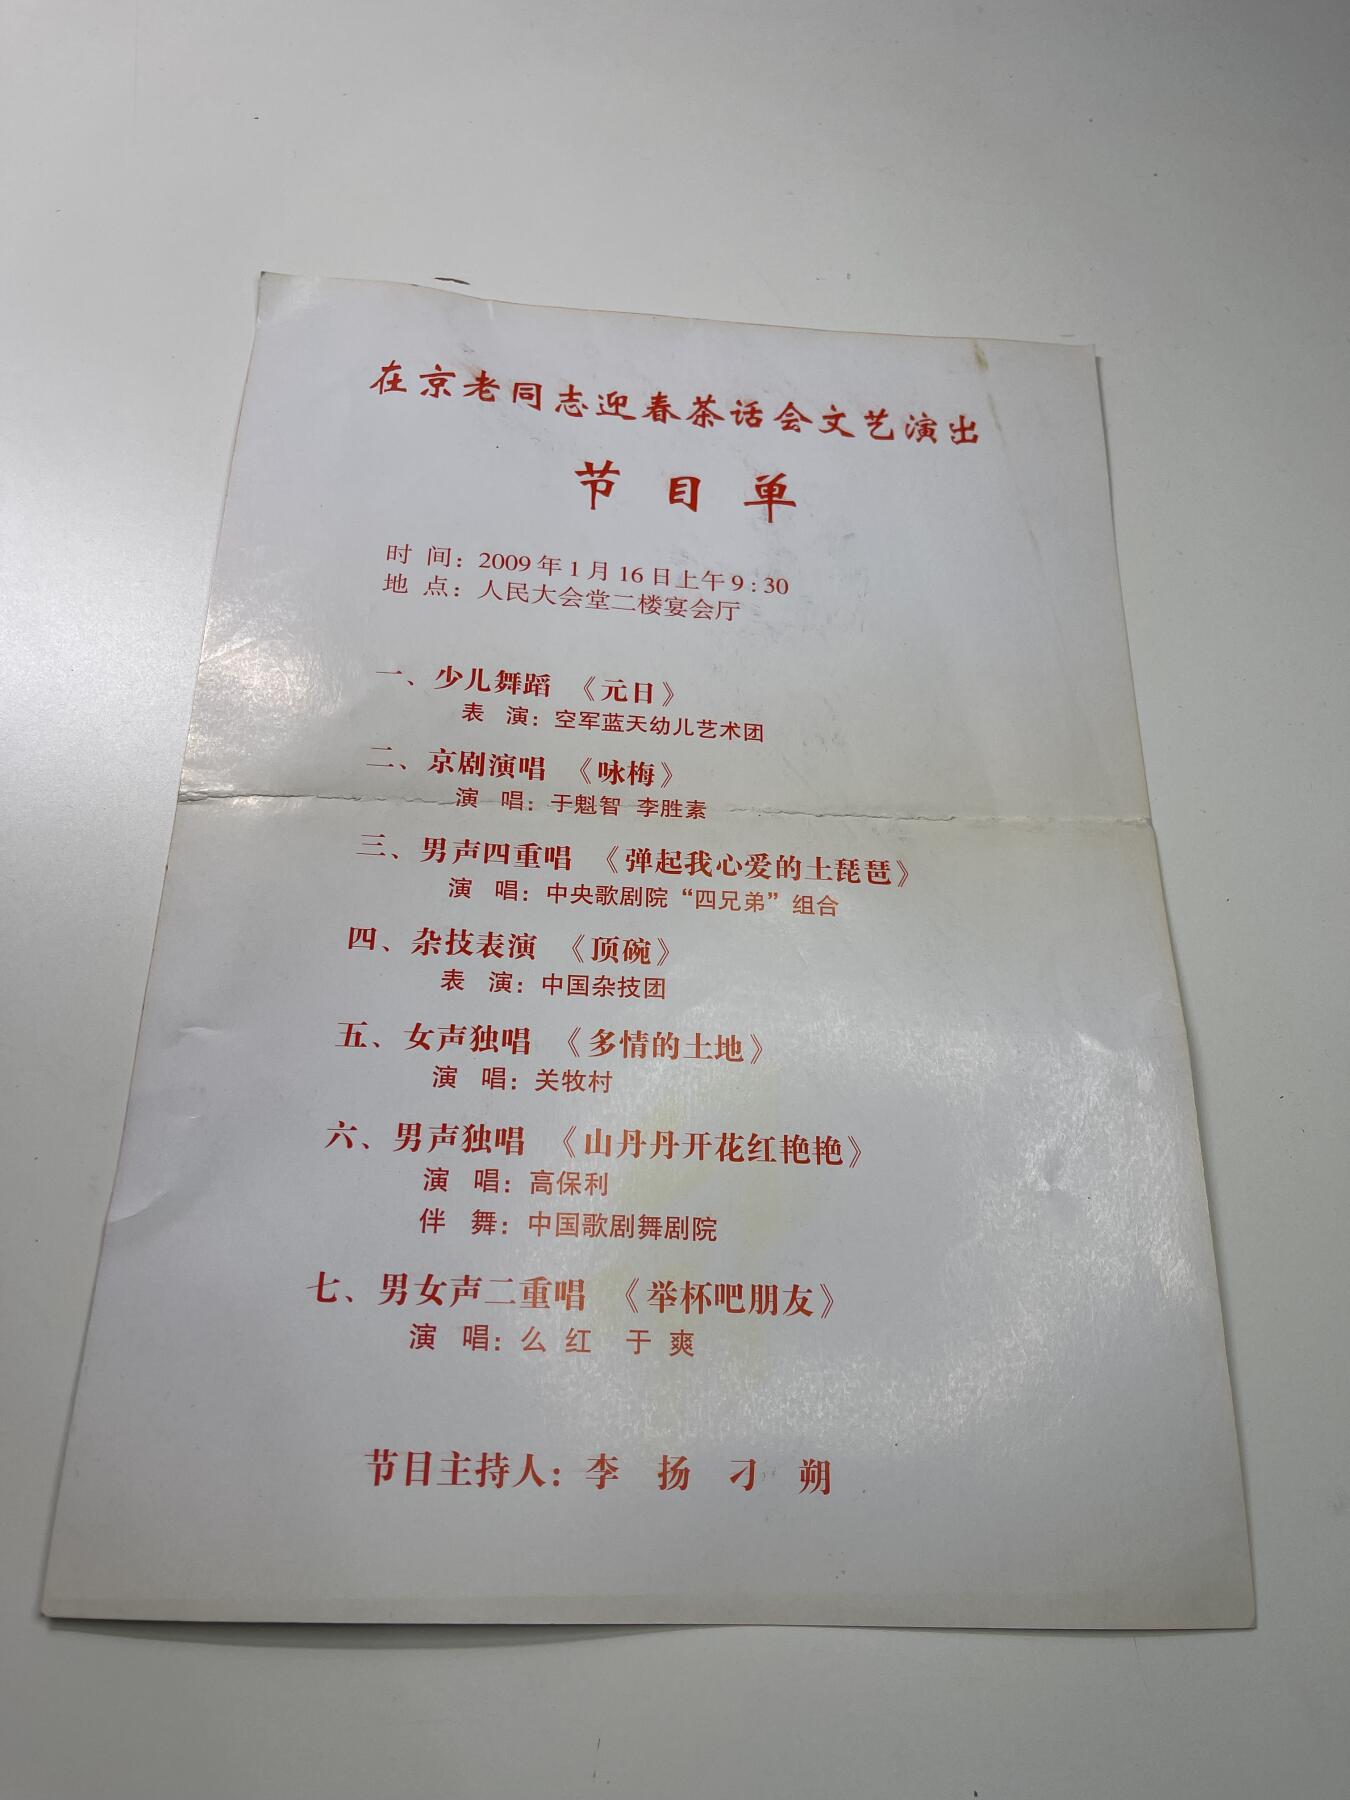 在京老同志迎春茶话会文艺演出
节目单
时 间：2009年1月16日上午9:30
地 点：人民大会堂二楼宴会厅
一、少儿舞蹈 《元日》
表 演：空军蓝天幼儿艺术团
二、京剧演唱 《咏梅》
演 唱：于魁智 李胜素
三、男声四重唱 《弹起我心爱的土琵琶》
演 唱：中央歌剧院“四兄弟”组合
四、杂技表演 《顶碗》
表 演：中国杂技团
五、女声独唱 《多情的土地》
演 唱：关牧村
六、男声独唱 《山丹丹开花红艳艳》
演 唱：高保利
伴 舞：中国歌剧舞剧院
七、男女声二重唱 《举杯吧朋友》
演 唱：么 红 于 爽
节目主持人：李 扬 刁 朔